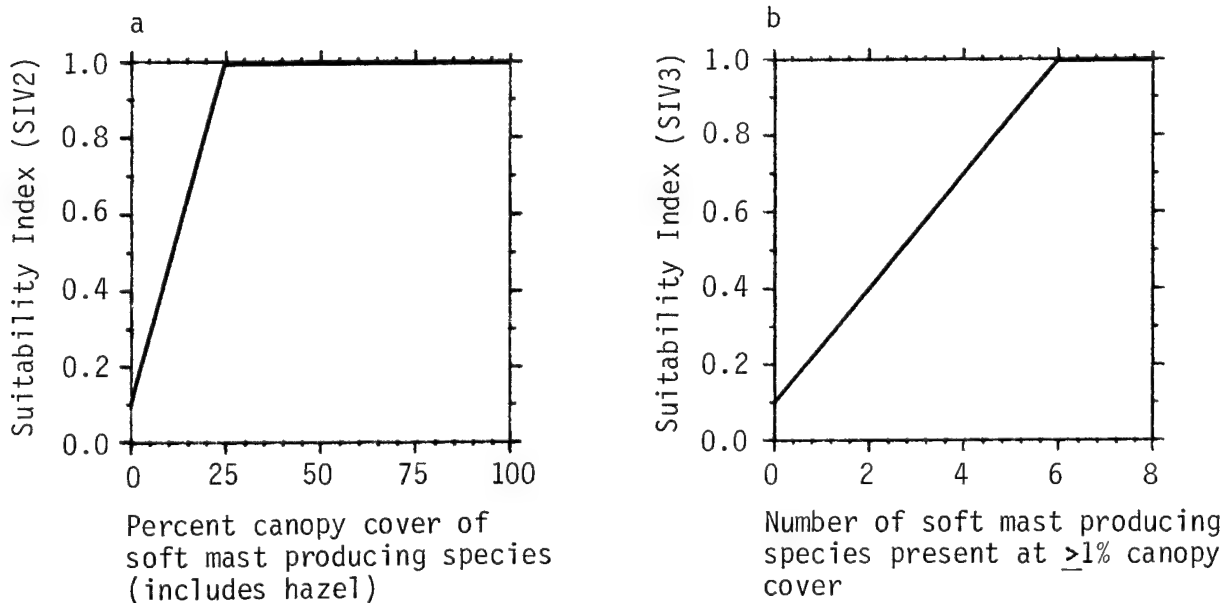 a
1.0
0.8
0.6
0.4
0.2
0.0
Suitability Index (SIV2)
0 25 50 75 100
Percent canopy cover of
soft mast producing species
(includes hazel)
b
1.0
0.8
0.6
0.4
0.2
0.0
Suitability Index (SIV3)
0 2 4 6 8
Number of soft mast producing
species present at ≥1% canopy
cover